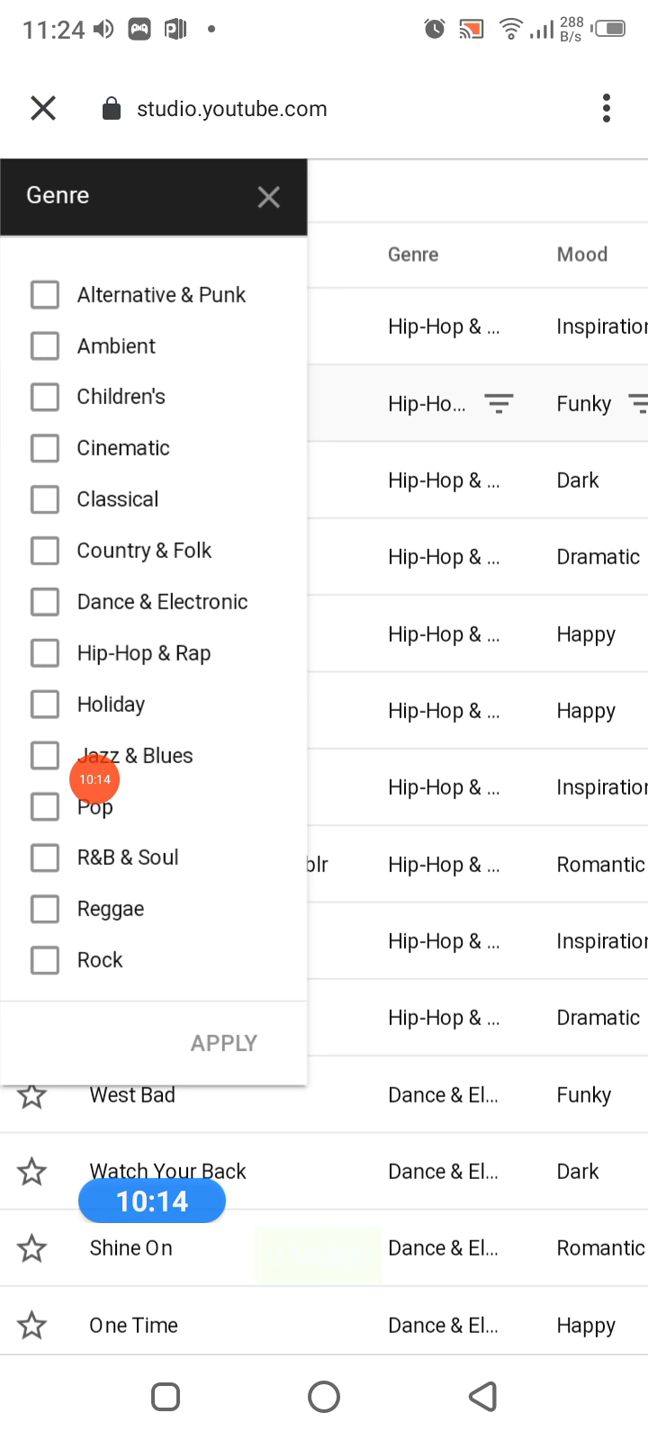 11:24
288
B/s
studio.youtube.com
Genre
Genre Mood
Alternative & Punk
Hip-Hop & ... Inspiration
Ambient
Children's
Hip-Ho... Funky
Cinematic
Hip-Hop & ... Dark
Classical
Country & Folk
Hip-Hop & ... Dramatic
Dance & Electronic
Hip-Hop & ... Happy
Hip-Hop & Rap
Holiday
Hip-Hop & ... Happy
Jazz & Blues
10:14
Hip-Hop & ... Inspiration
Pop
R&B & Soul
blr Hip-Hop & ... Romantic
Reggae
Hip-Hop & ... Inspiration
Rock
Hip-Hop & ... Dramatic
APPLY
West Bad Dance & El... Funky
Watch Your Back Dance & El... Dark
10:14
Shine On Dance & El... Romantic
One Time Dance & El... Happy